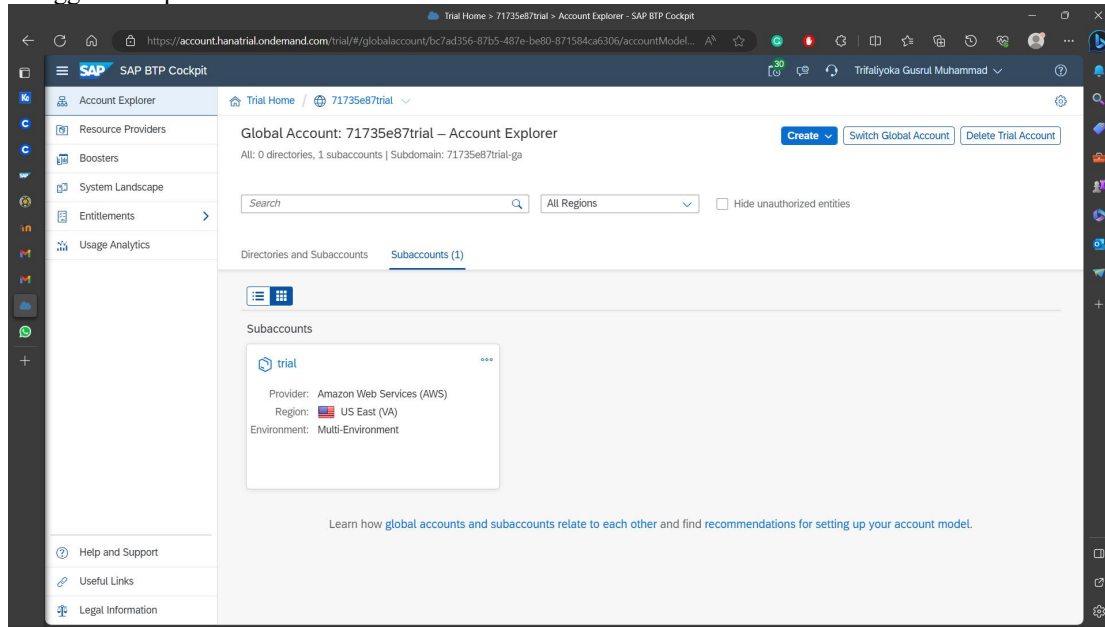 Trial Home > 71735e87trial > Account Explorer - SAP BTP Cockpit
https://account.hanatrial.ondemand.com/trial/#/globalaccount/bc7ad356-87b5-487e-be80-871584ca6306/accountModel...
SAP SAP BTP Cockpit
30
Trifaliyoka Gusrul Muhammad
Account Explorer
Resource Providers
Boosters
System Landscape
Entitlements
Usage Analytics
Trial Home / 71735e87trial
Global Account: 71735e87trial – Account Explorer
Create Switch Global Account Delete Trial Account
All: 0 directories, 1 subaccounts | Subdomain: 71735e87trial-ga
Search All Regions Hide unauthorized entities
Directories and Subaccounts Subaccounts (1)
Subaccounts
trial
Provider: Amazon Web Services (AWS)
Region: US East (VA)
Environment: Multi-Environment
Learn how global accounts and subaccounts relate to each other and find recommendations for setting up your account model.
Help and Support
Useful Links
Legal Information